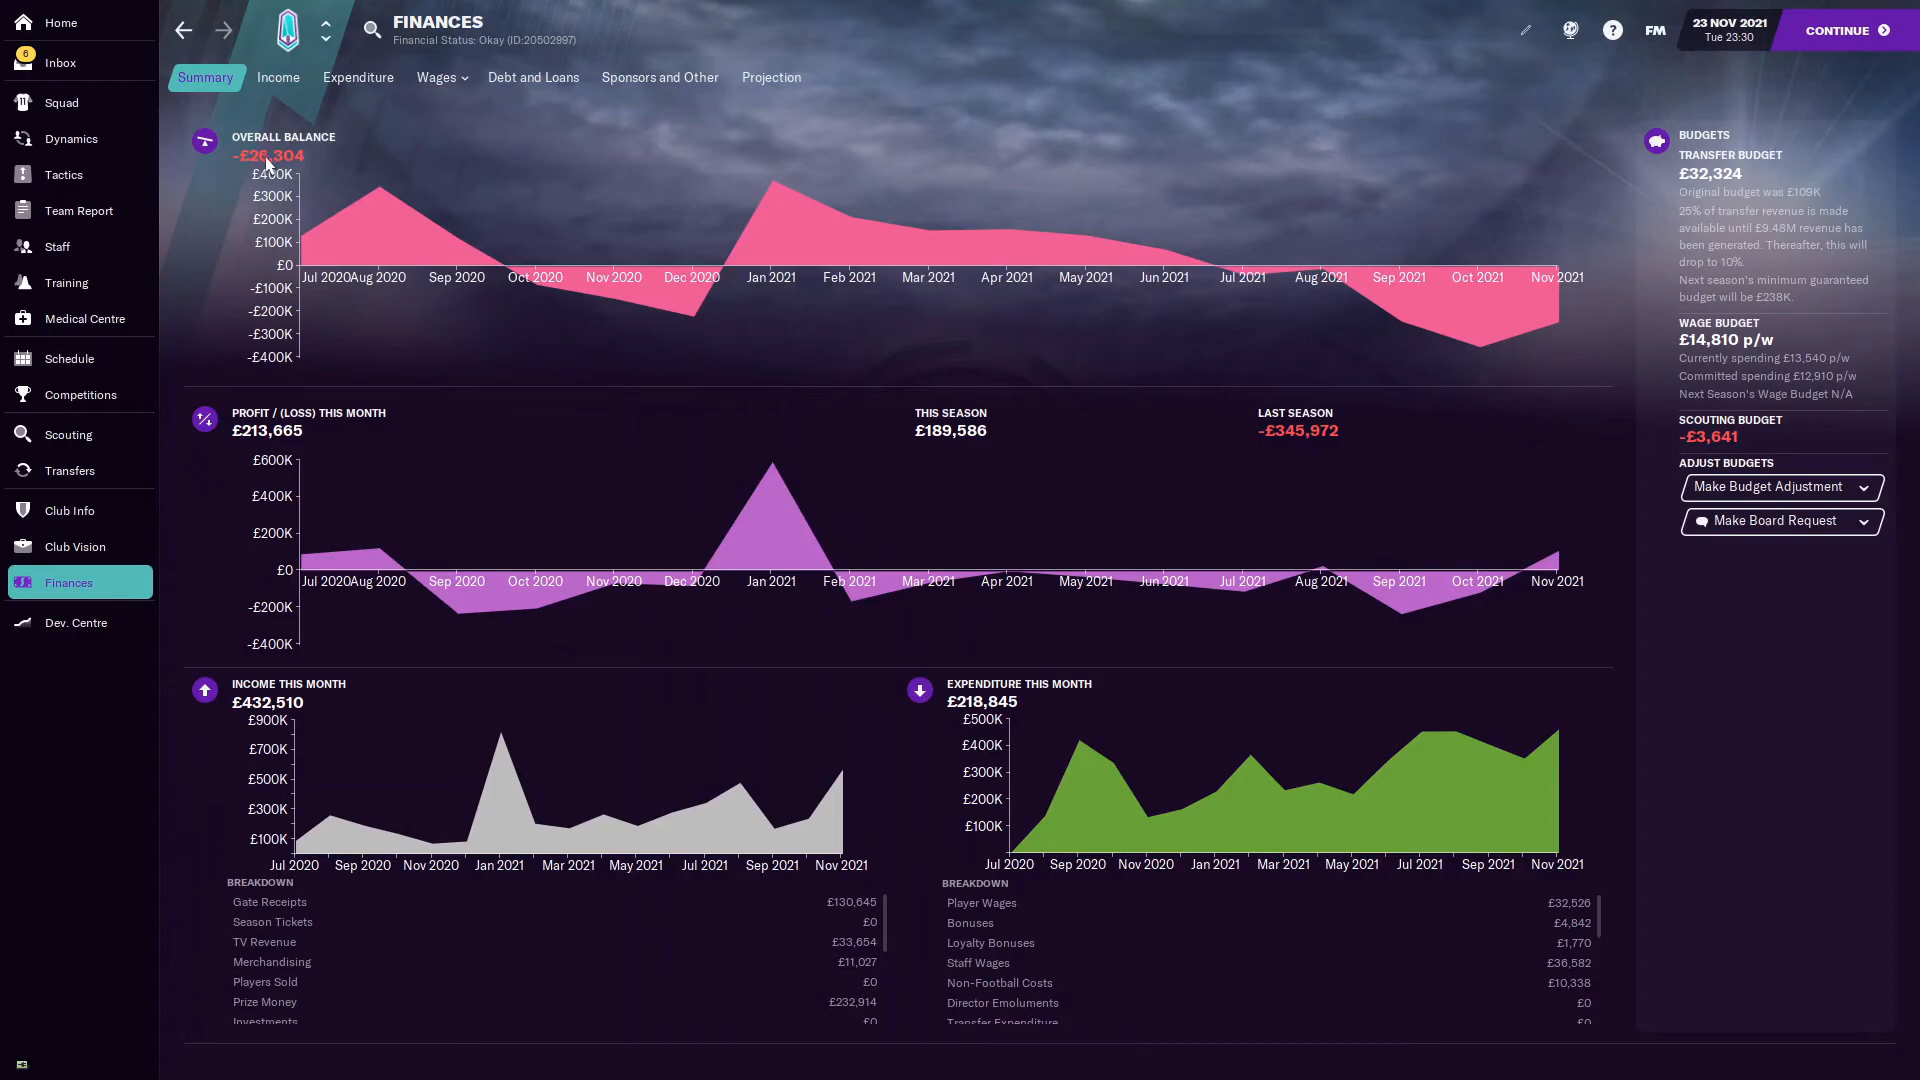 Home
6
Inbox
Squad
Dynamics
Tactics
Team Report
Staff
Training
Medical Centre
Schedule
Competitions
Scouting
Transfers
Club Info
Club Vision
Finances
Dev. Centre
FINANCES
Financial Status: Okay (ID:20502997)
FM
23 NOV 2021
Tue 23:30
CONTINUE
Summary
Income
Expenditure
Wages
Debt and Loans
Sponsors and Other
Projection
OVERALL BALANCE
-£26,304
£400K
£300K
£200K
£100K
£0
-£100K
-£200K
-£300K
-£400K
Jul 2020 Aug 2020 Sep 2020 Oct 2020 Nov 2020 Dec 2020 Jan 2021 Feb 2021 Mar 2021 Apr 2021 May 2021 Jun 2021 Jul 2021 Aug 2021 Sep 2021 Oct 2021 Nov 2021
PROFIT / (LOSS) THIS MONTH
£213,665
THIS SEASON
£189,586
LAST SEASON
-£345,972
£600K
£400K
£200K
£0
-£200K
-£400K
Jul 2020 Aug 2020 Sep 2020 Oct 2020 Nov 2020 Dec 2020 Jan 2021 Feb 2021 Mar 2021 Apr 2021 May 2021 Jun 2021 Jul 2021 Aug 2021 Sep 2021 Oct 2021 Nov 2021
INCOME THIS MONTH
£432,510
£900K
£700K
£500K
£300K
£100K
Jul 2020 Sep 2020 Nov 2020 Jan 2021 Mar 2021 May 2021 Jul 2021 Sep 2021 Nov 2021
BREAKDOWN
Gate Receipts £130,645
Season Tickets £0
TV Revenue £33,654
Merchandising £11,027
Players Sold £0
Prize Money £232,914
Investments £0
EXPENDITURE THIS MONTH
£218,845
£500K
£400K
£300K
£200K
£100K
Jul 2020 Sep 2020 Nov 2020 Jan 2021 Mar 2021 May 2021 Jul 2021 Sep 2021 Nov 2021
BREAKDOWN
Player Wages £32,526
Bonuses £4,842
Loyalty Bonuses £1,770
Staff Wages £36,582
Non-Football Costs £10,338
Director Emoluments £0
Transfer Expenditure £0
BUDGETS
TRANSFER BUDGET
£32,324
Original budget was £109K
25% of transfer revenue is made
available until £9.48M revenue has
been generated. Thereafter, this will
drop to 10%.
Next season's minimum guaranteed
budget will be £238K.
WAGE BUDGET
£14,810 p/w
Currently spending £13,540 p/w
Committed spending £12,910 p/w
Next Season's Wage Budget N/A
SCOUTING BUDGET
-£3,641
ADJUST BUDGETS
Make Budget Adjustment
Make Board Request